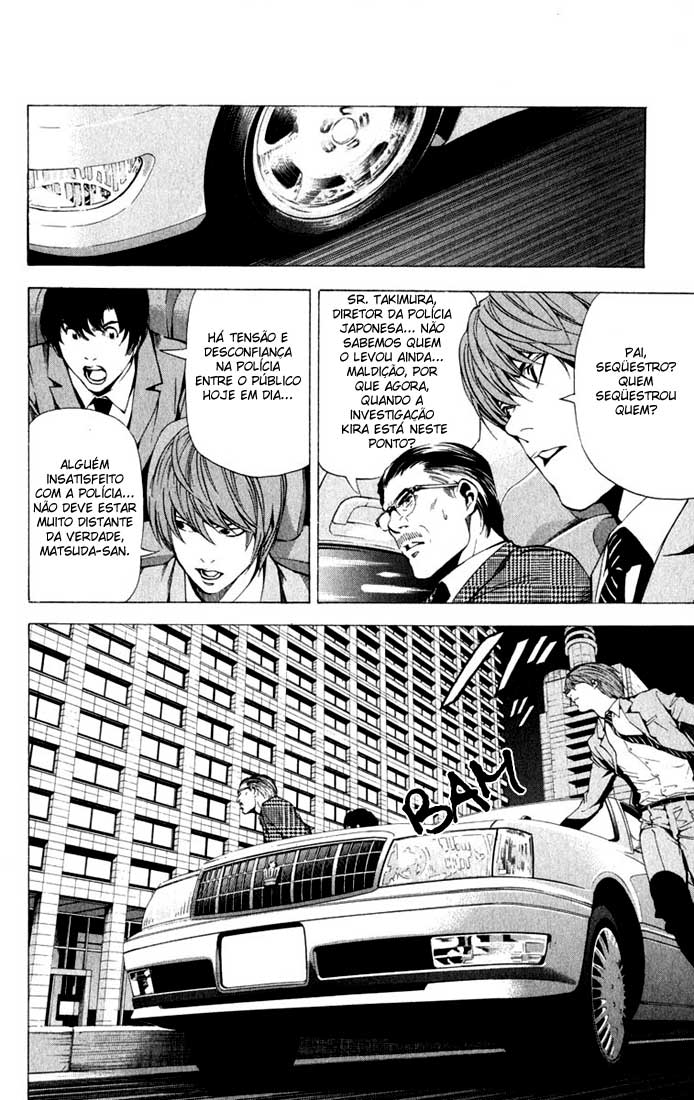 PAI,
SEQÜESTRO?
QUEM
SEQÜESTROU
QUEM?
SR. TAKIMURA,
DIRETOR DA POLÍCIA
JAPONESA... NÃO
SABEMOS QUEM
O LEVOU AINDA...
MALDIÇÃO, POR
QUE AGORA,
QUANDO A
INVESTIGAÇÃO
KIRA ESTÁ NESTE
PONTO?
HÁ TENSÃO E
DESCONFIANÇA
NA POLÍCIA
ENTRE O PÚBLICO
HOJE EM DIA...
ALGUÉM
INSATISFEITO
COM A POLÍCIA...
NÃO DEVE ESTAR
MUITO DISTANTE
DA VERDADE,
MATSUDA-SAN.
BAM